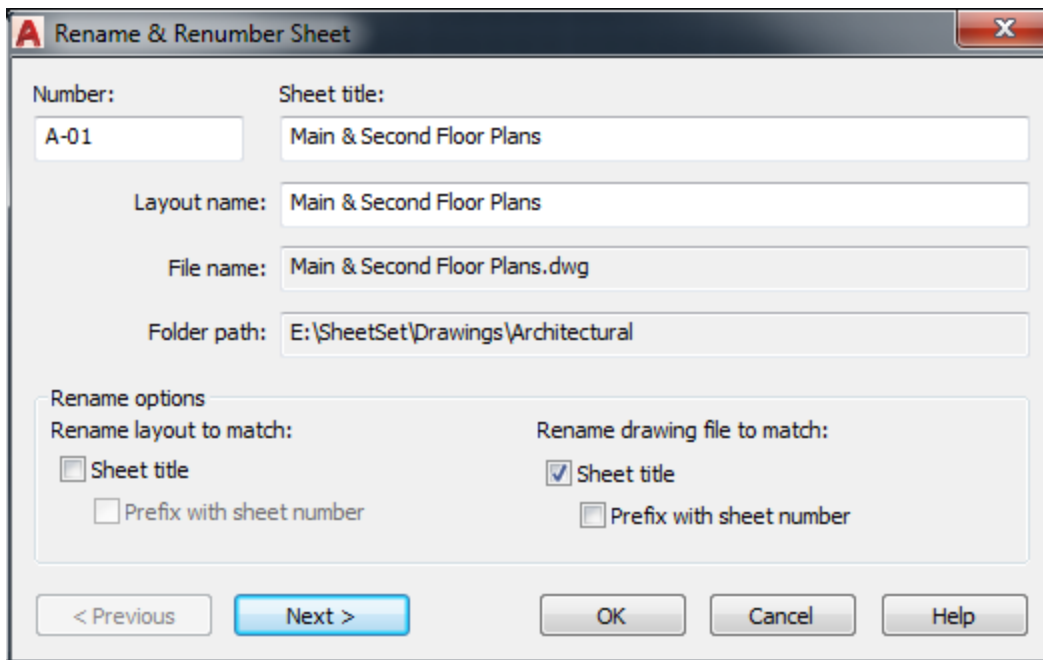 Rename & Renumber Sheet
Number: Sheet title:
A-01 Main & Second Floor Plans
Layout name: Main & Second Floor Plans
File name: Main & Second Floor Plans.dwg
Folder path: E:\SheetSet\Drawings\Architectural
Rename options
Rename layout to match: Rename drawing file to match:
Sheet title Sheet title
Prefix with sheet number Prefix with sheet number
< Previous Next > OK Cancel Help